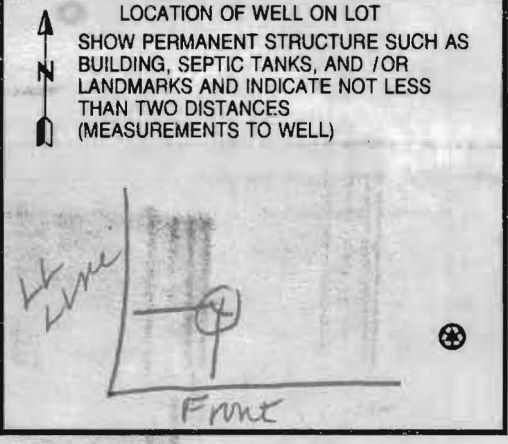 LOCATION OF WELL ON LOT
SHOW PERMANENT STRUCTURE SUCH AS
N BUILDING, SEPTIC TANKS, AND /OR
LANDMARKS AND INDICATE NOT LESS
THAN TWO DISTANCES
(MEASUREMENTS TO WELL)
Line
Front